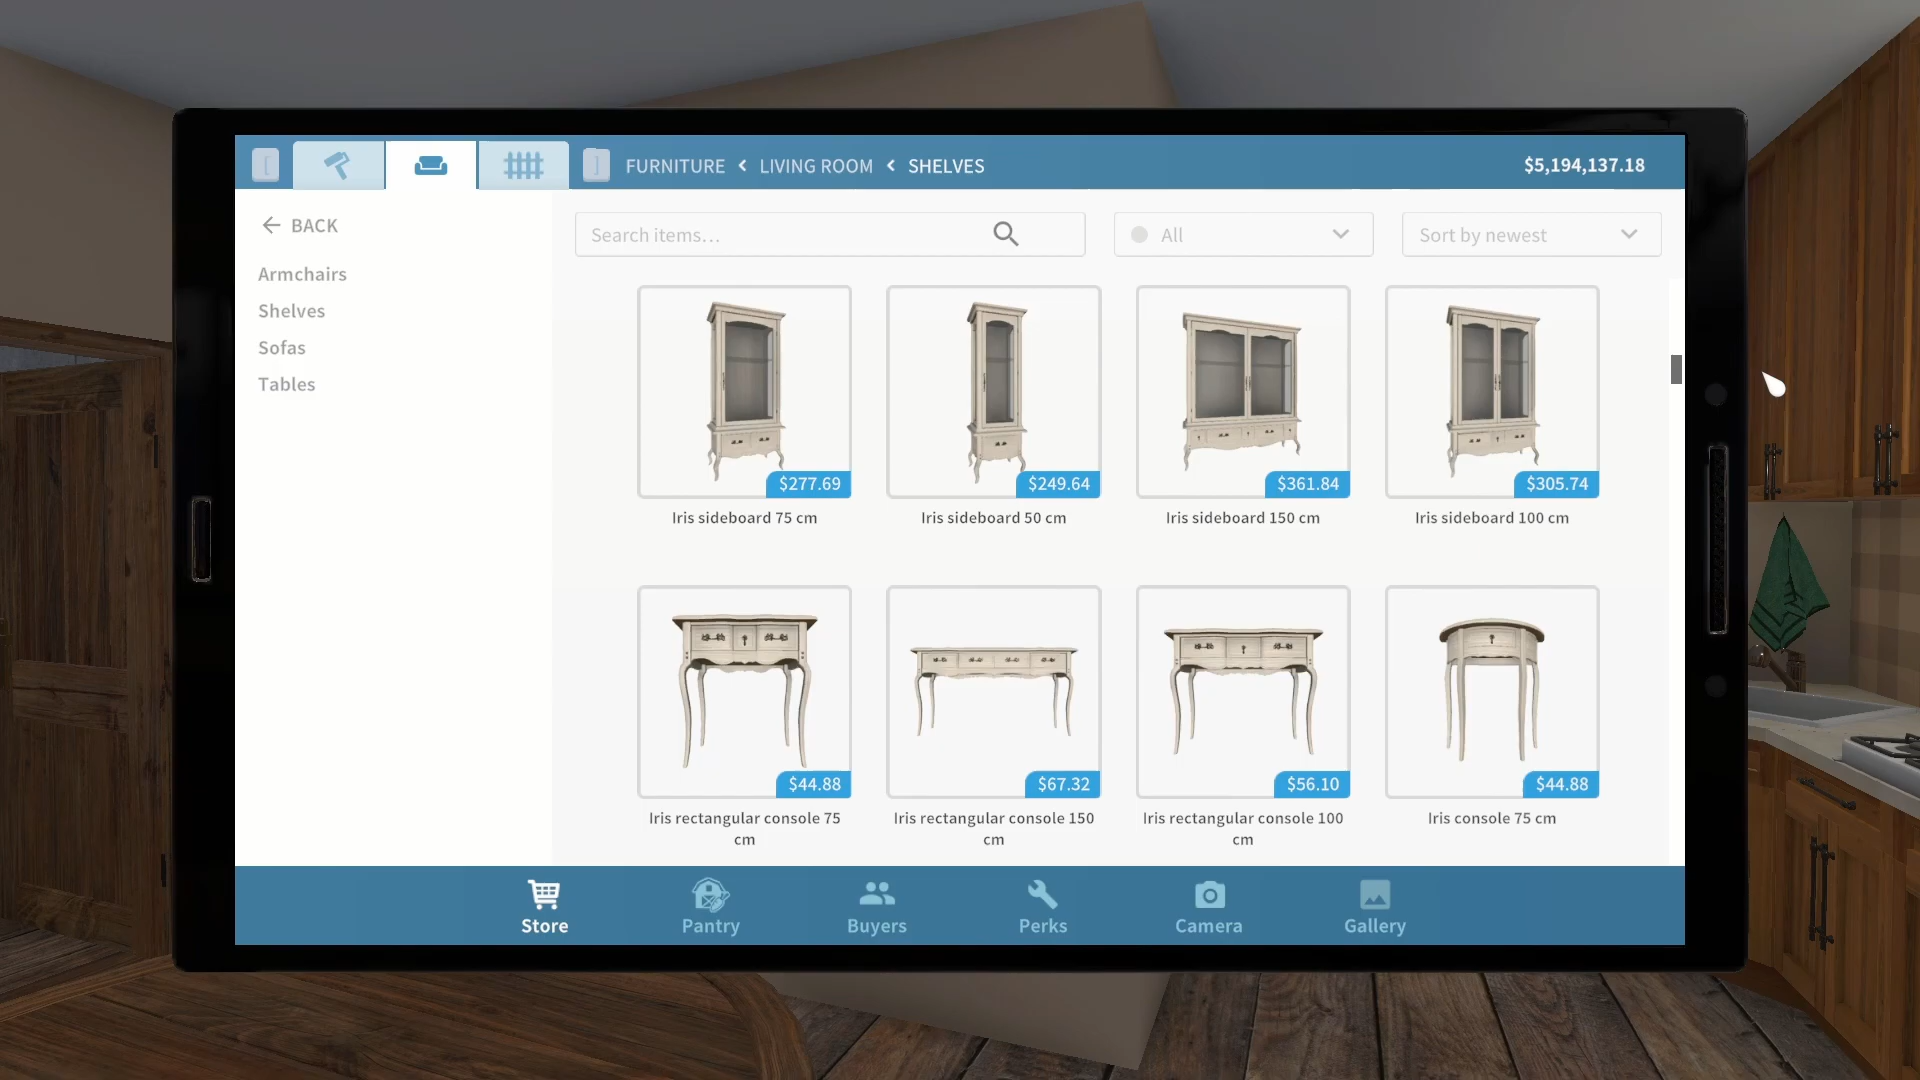 [
]
FURNITURE < LIVING ROOM < SHELVES
$5,194,137.18
BACK
Armchairs
Shelves
Sofas
Tables
Search items...
All
Sort by newest
$277.69
$249.64
$361.84
$305.74
Iris sideboard 75 cm
Iris sideboard 50 cm
Iris sideboard 150 cm
Iris sideboard 100 cm
$44.88
$67.32
$56.10
$44.88
Iris rectangular console 75
cm
Iris rectangular console 150
cm
Iris rectangular console 100
cm
Iris console 75 cm
Store
Pantry
Buyers
Perks
Camera
Gallery